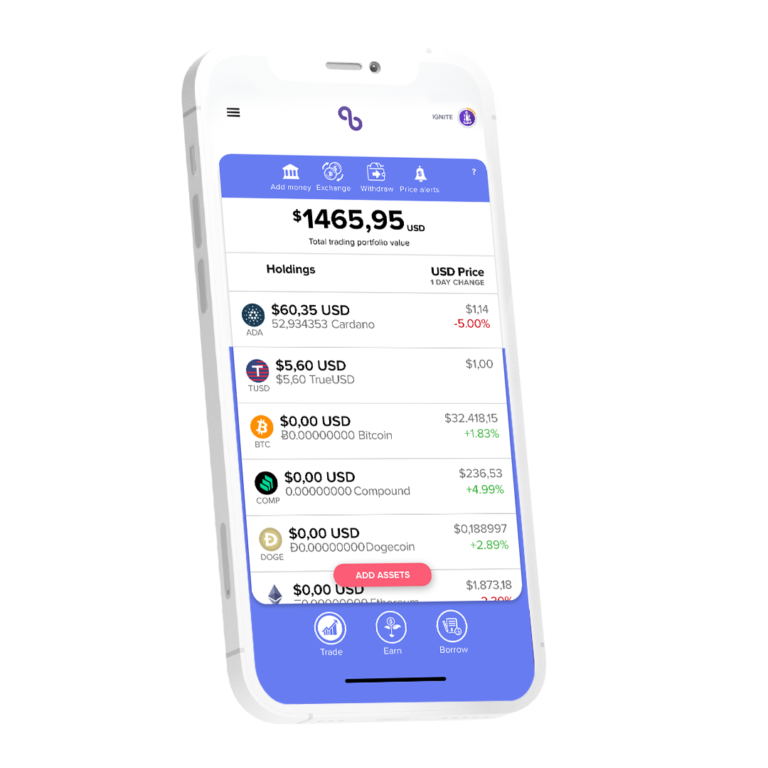 IGNITE
Add money Exchange Withdraw Price alerts ?
$1465,95 USD
Total trading portfolio value
Holdings USD Price
1 DAY CHANGE
$60,35 USD $1,14
52,934353 Cardano -5.00%
ADA
$5,60 USD $1,00
$5,60 TrueUSD
TUSD
$0,00 USD $32.418,15
Ƀ0.00000000 Bitcoin +1.83%
BTC
$0,00 USD $236,53
0.00000000 Compound +4.99%
COMP
$0,00 USD $0,188997
Ð0.00000000 Dogecoin +2.89%
DOGE
ADD ASSETS
$0,00 USD $1.873,18
Trade Earn Borrow